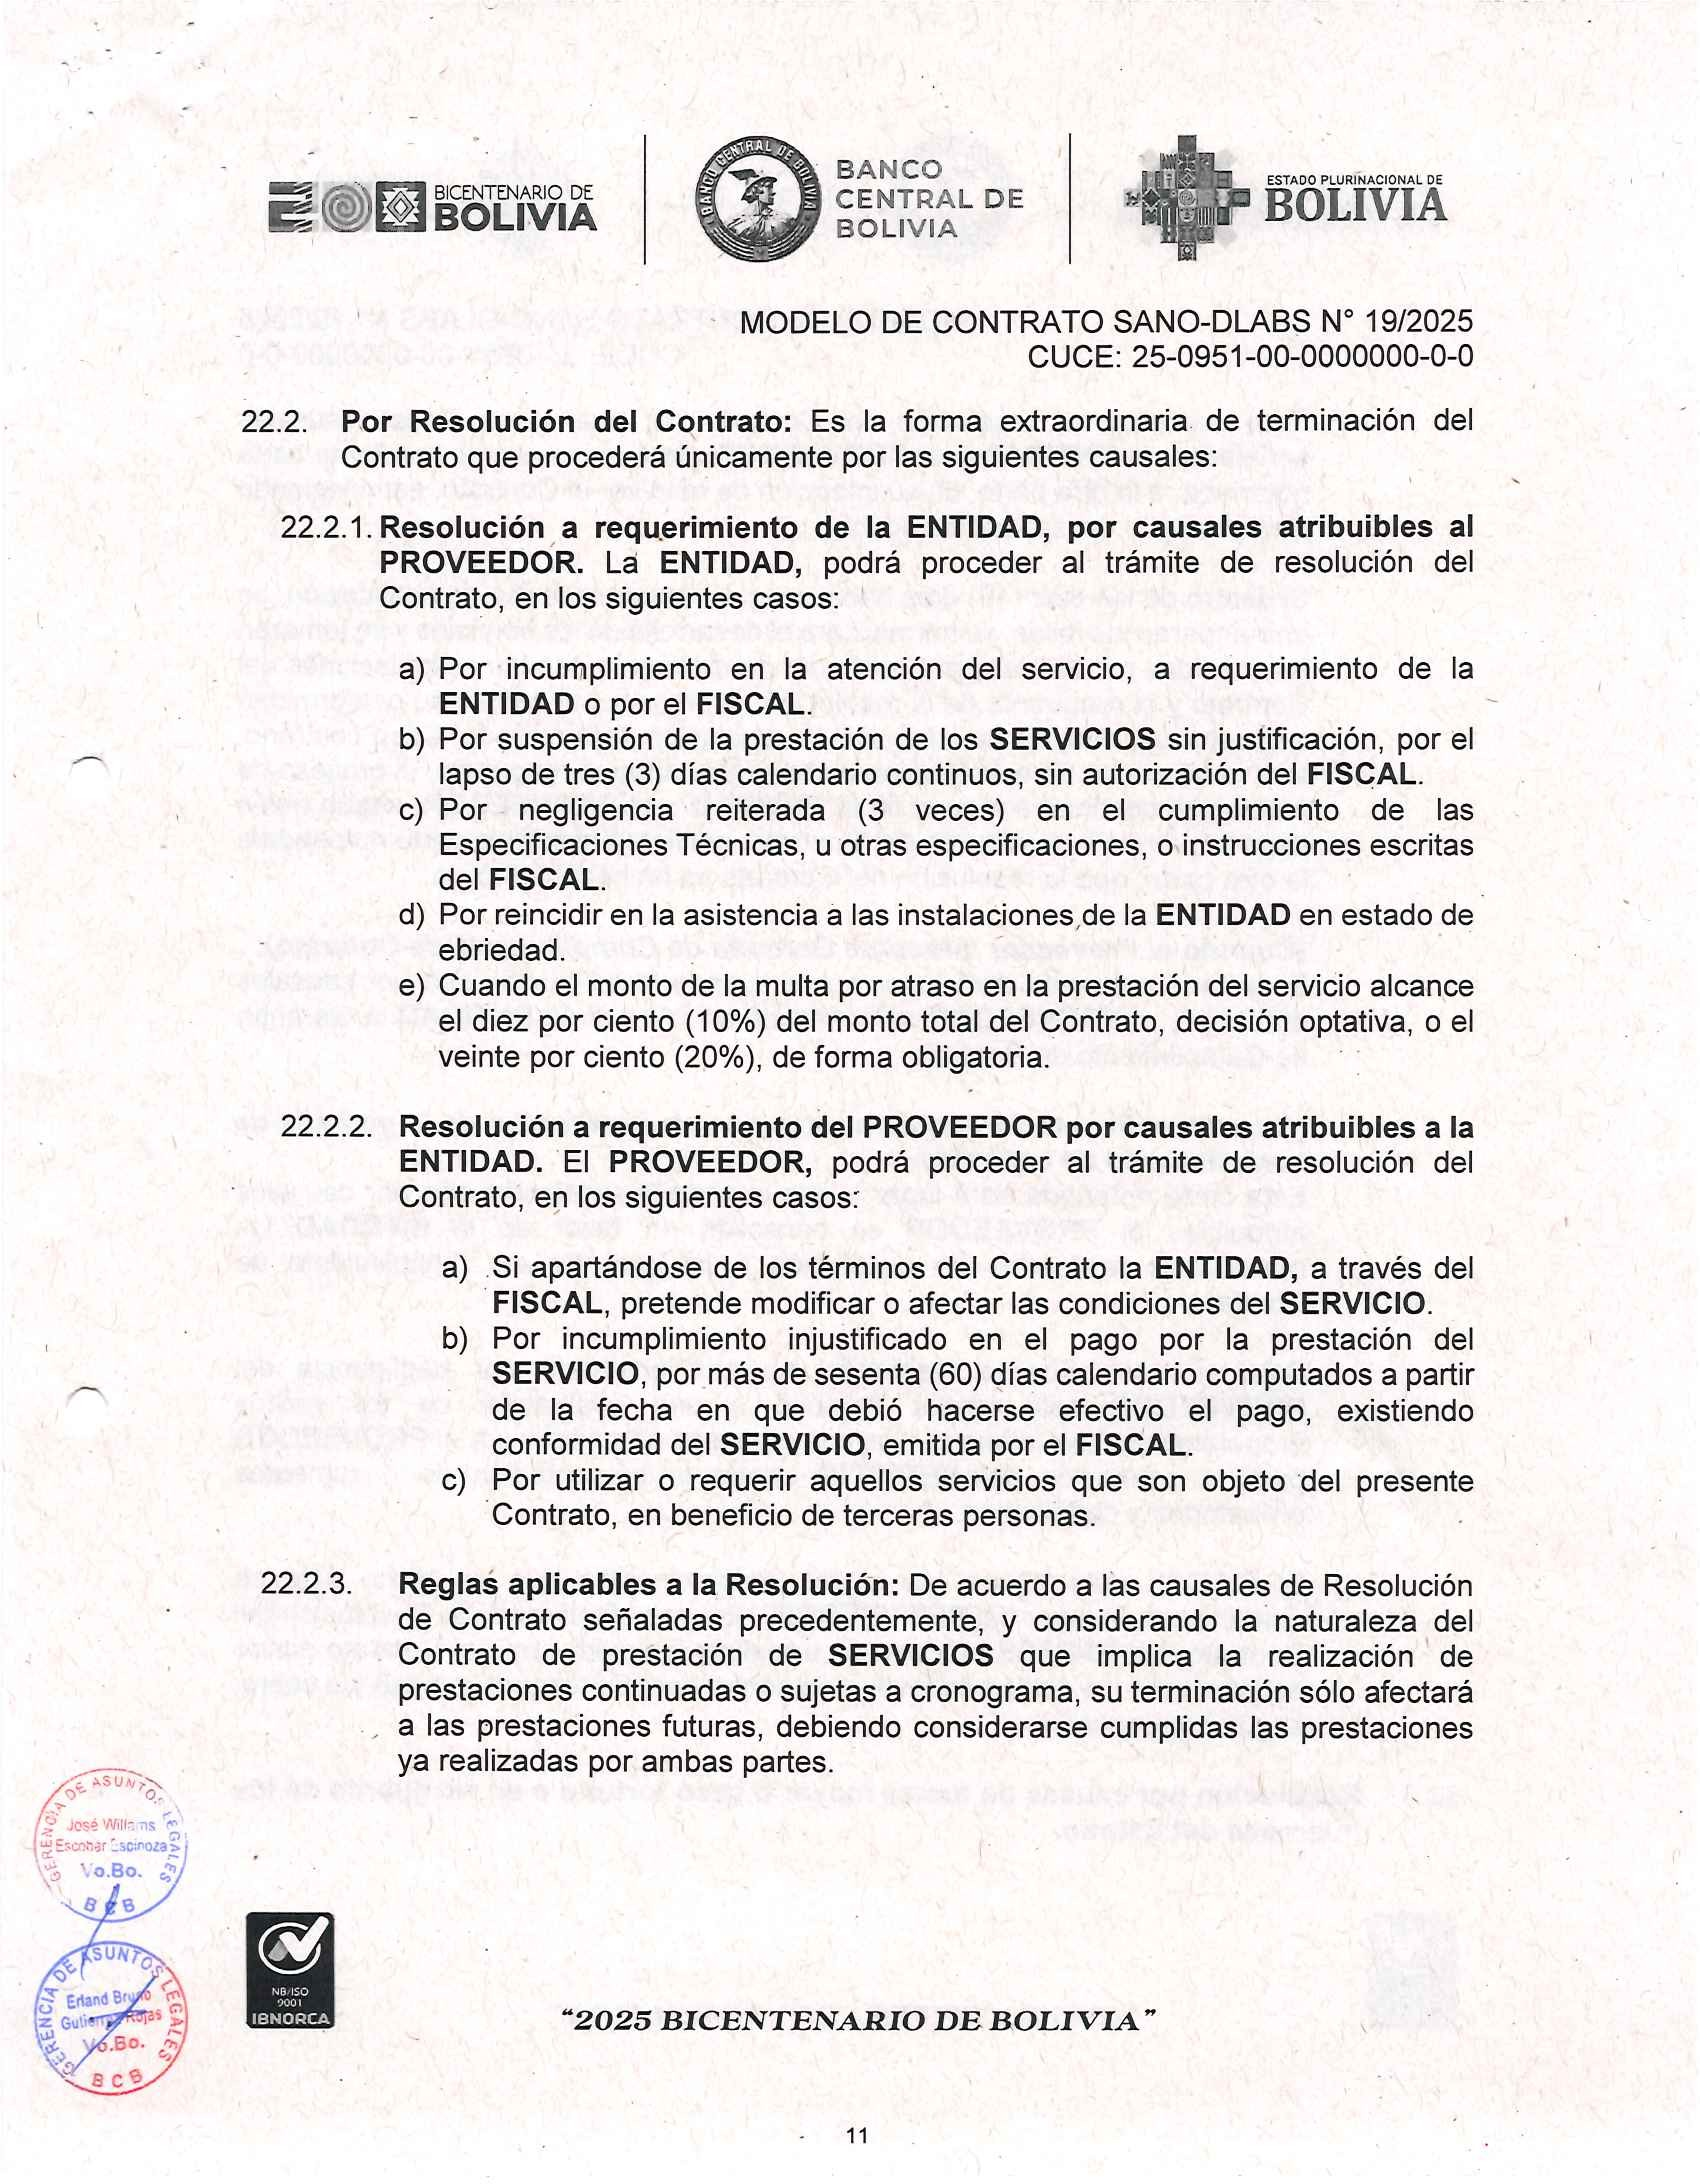 BICENTENARIO DE
BOLIVIA
BANCO CENTRAL DE BOLIVIA
BANCO
CENTRAL DE
BOLIVIA
ESTADO PLURINACIONAL DE
BOLIVIA
MODELO DE CONTRATO SANO-DLABS N° 19/2025
CUCE: 25-0951-00-0000000-0-0
22.2. Por Resolución del Contrato: Es la forma extraordinaria de terminación del
Contrato que procederá únicamente por las siguientes causales:
22.2.1. Resolución a requerimiento de la ENTIDAD, por causales atribuibles al
PROVEEDOR. La ENTIDAD, podrá proceder al trámite de resolución del
Contrato, en los siguientes casos:
a) Por incumplimiento en la atención del servicio, a requerimiento de la
ENTIDAD o por el FISCAL.
b) Por suspensión de la prestación de los SERVICIOS sin justificación, por el
lapso de tres (3) días calendario continuos, sin autorización del FISCAL.
c) Por negligencia reiterada (3 veces) en el cumplimiento de las
Especificaciones Técnicas, u otras especificaciones, o instrucciones escritas
del FISCAL.
d) Por reincidir en la asistencia a las instalaciones de la ENTIDAD en estado de
ebriedad.
e) Cuando el monto de la multa por atraso en la prestación del servicio alcance
el diez por ciento (10%) del monto total del Contrato, decisión optativa, o el
veinte por ciento (20%), de forma obligatoria.
22.2.2. Resolución a requerimiento del PROVEEDOR por causales atribuibles a la
ENTIDAD. El PROVEEDOR, podrá proceder al trámite de resolución del
Contrato, en los siguientes casos:
a) Si apartándose de los términos del Contrato la ENTIDAD, a través del
FISCAL, pretende modificar o afectar las condiciones del SERVICIO.
b) Por incumplimiento injustificado en el pago por la prestación del
SERVICIO, por más de sesenta (60) días calendario computados a partir
de la fecha en que debió hacerse efectivo el pago, existiendo
conformidad del SERVICIO, emitida por el FISCAL.
c) Por utilizar o requerir aquellos servicios que son objeto del presente
Contrato, en beneficio de terceras personas.
22.2.3. Reglas aplicables a la Resolución: De acuerdo a las causales de Resolución
de Contrato señaladas precedentemente, y considerando la naturaleza del
Contrato de prestación de SERVICIOS que implica la realización de
prestaciones continuadas o sujetas a cronograma, su terminación sólo afectará
a las prestaciones futuras, debiendo considerarse cumplidas las prestaciones
ya realizadas por ambas partes.
GERENCIA DE ASUNTOS LEGALES
José Willams
Escobar Espinoza
Vo.Bo.
BCB
GERENCIA DE ASUNTOS LEGALES
Erland Bruno
Gutierrez Rojas
Vo.Bo.
BCB
NB/ISO
9001
IBNORCA
“2025 BICENTENARIO DE BOLIVIA”
11